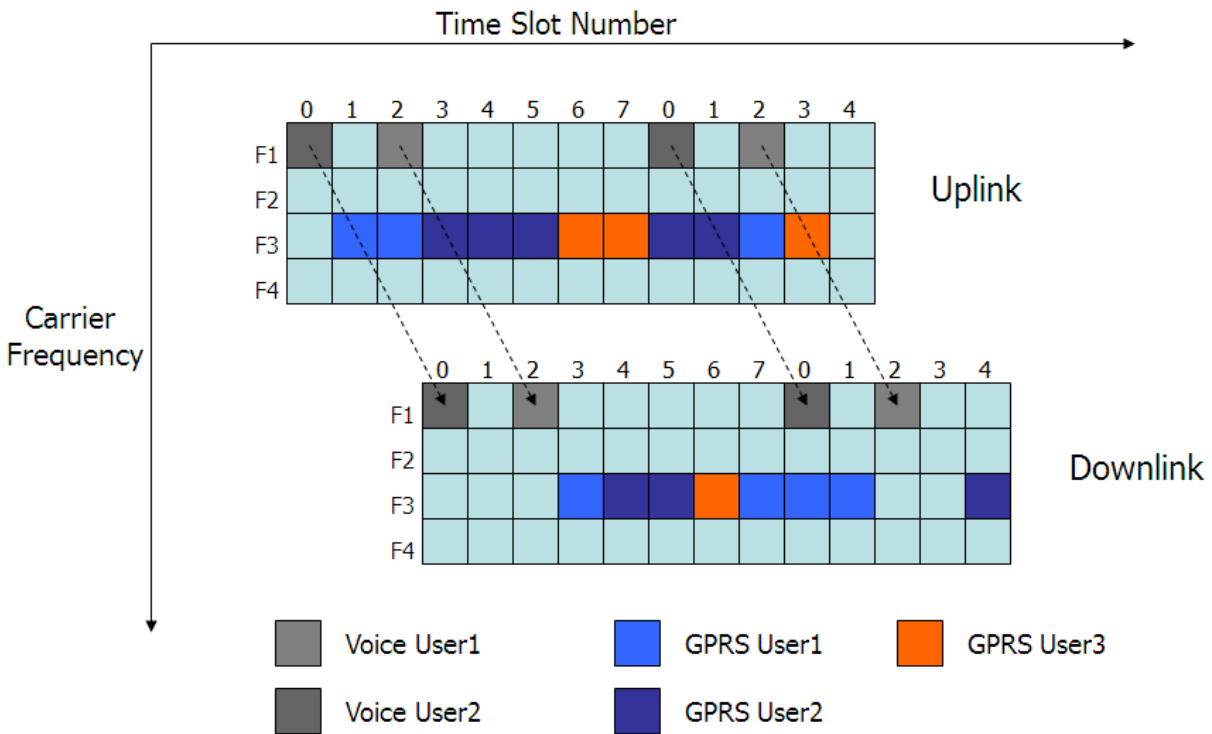 Time Slot Number
0 1 2 3 4 5 6 7 0 1 2 3 4
F1
F2
F3
F4
Uplink
Carrier
Frequency
0 1 2 3 4 5 6 7 0 1 2 3 4
F1
F2
F3
F4
Downlink
Voice User1 GPRS User1 GPRS User3
Voice User2 GPRS User2